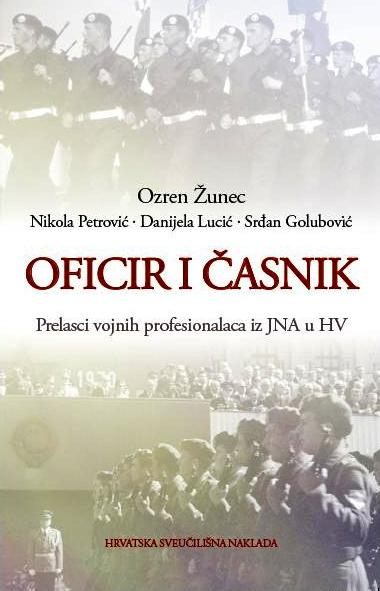 Ozren Žunec
Nikola Petrović · Danijela Lucić · Srđan Golubović
OFICIR I ČASNIK
Prelasci vojnih profesionalaca iz JNA u HV
HRVATSKA SVEUČILIŠNA NAKLADA